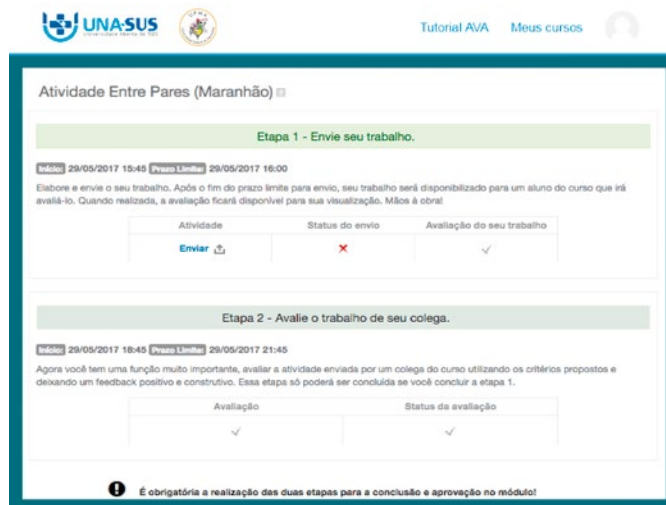 UNA-SUS
Universidade Aberta do SUS
UFMA
Tutorial AVA Meus cursos
Atividade Entre Pares (Maranhão)
Etapa 1 - Envie seu trabalho.
Início: 29/05/2017 15:45 Prazo Limite: 29/05/2017 16:00
Elabore e envie o seu trabalho. Após o fim do prazo limite para envio, seu trabalho será disponibilizado para um aluno do curso que irá
avaliá-lo. Quando realizada, a avaliação ficará disponível para sua visualização. Mãos à obra!
Atividade Status do envio Avaliação do seu trabalho
Enviar
Etapa 2 - Avalie o trabalho de seu colega.
Início: 29/05/2017 18:45 Prazo Limite: 29/05/2017 21:45
Agora você tem uma função muito importante, avaliar a atividade enviada por um colega do curso utilizando os critérios propostos e
deixando um feedback positivo e construtivo. Essa etapa só poderá ser concluída se você concluir a etapa 1.
Avaliação Status da avaliação
É obrigatória a realização das duas etapas para a conclusão e aprovação no módulo!